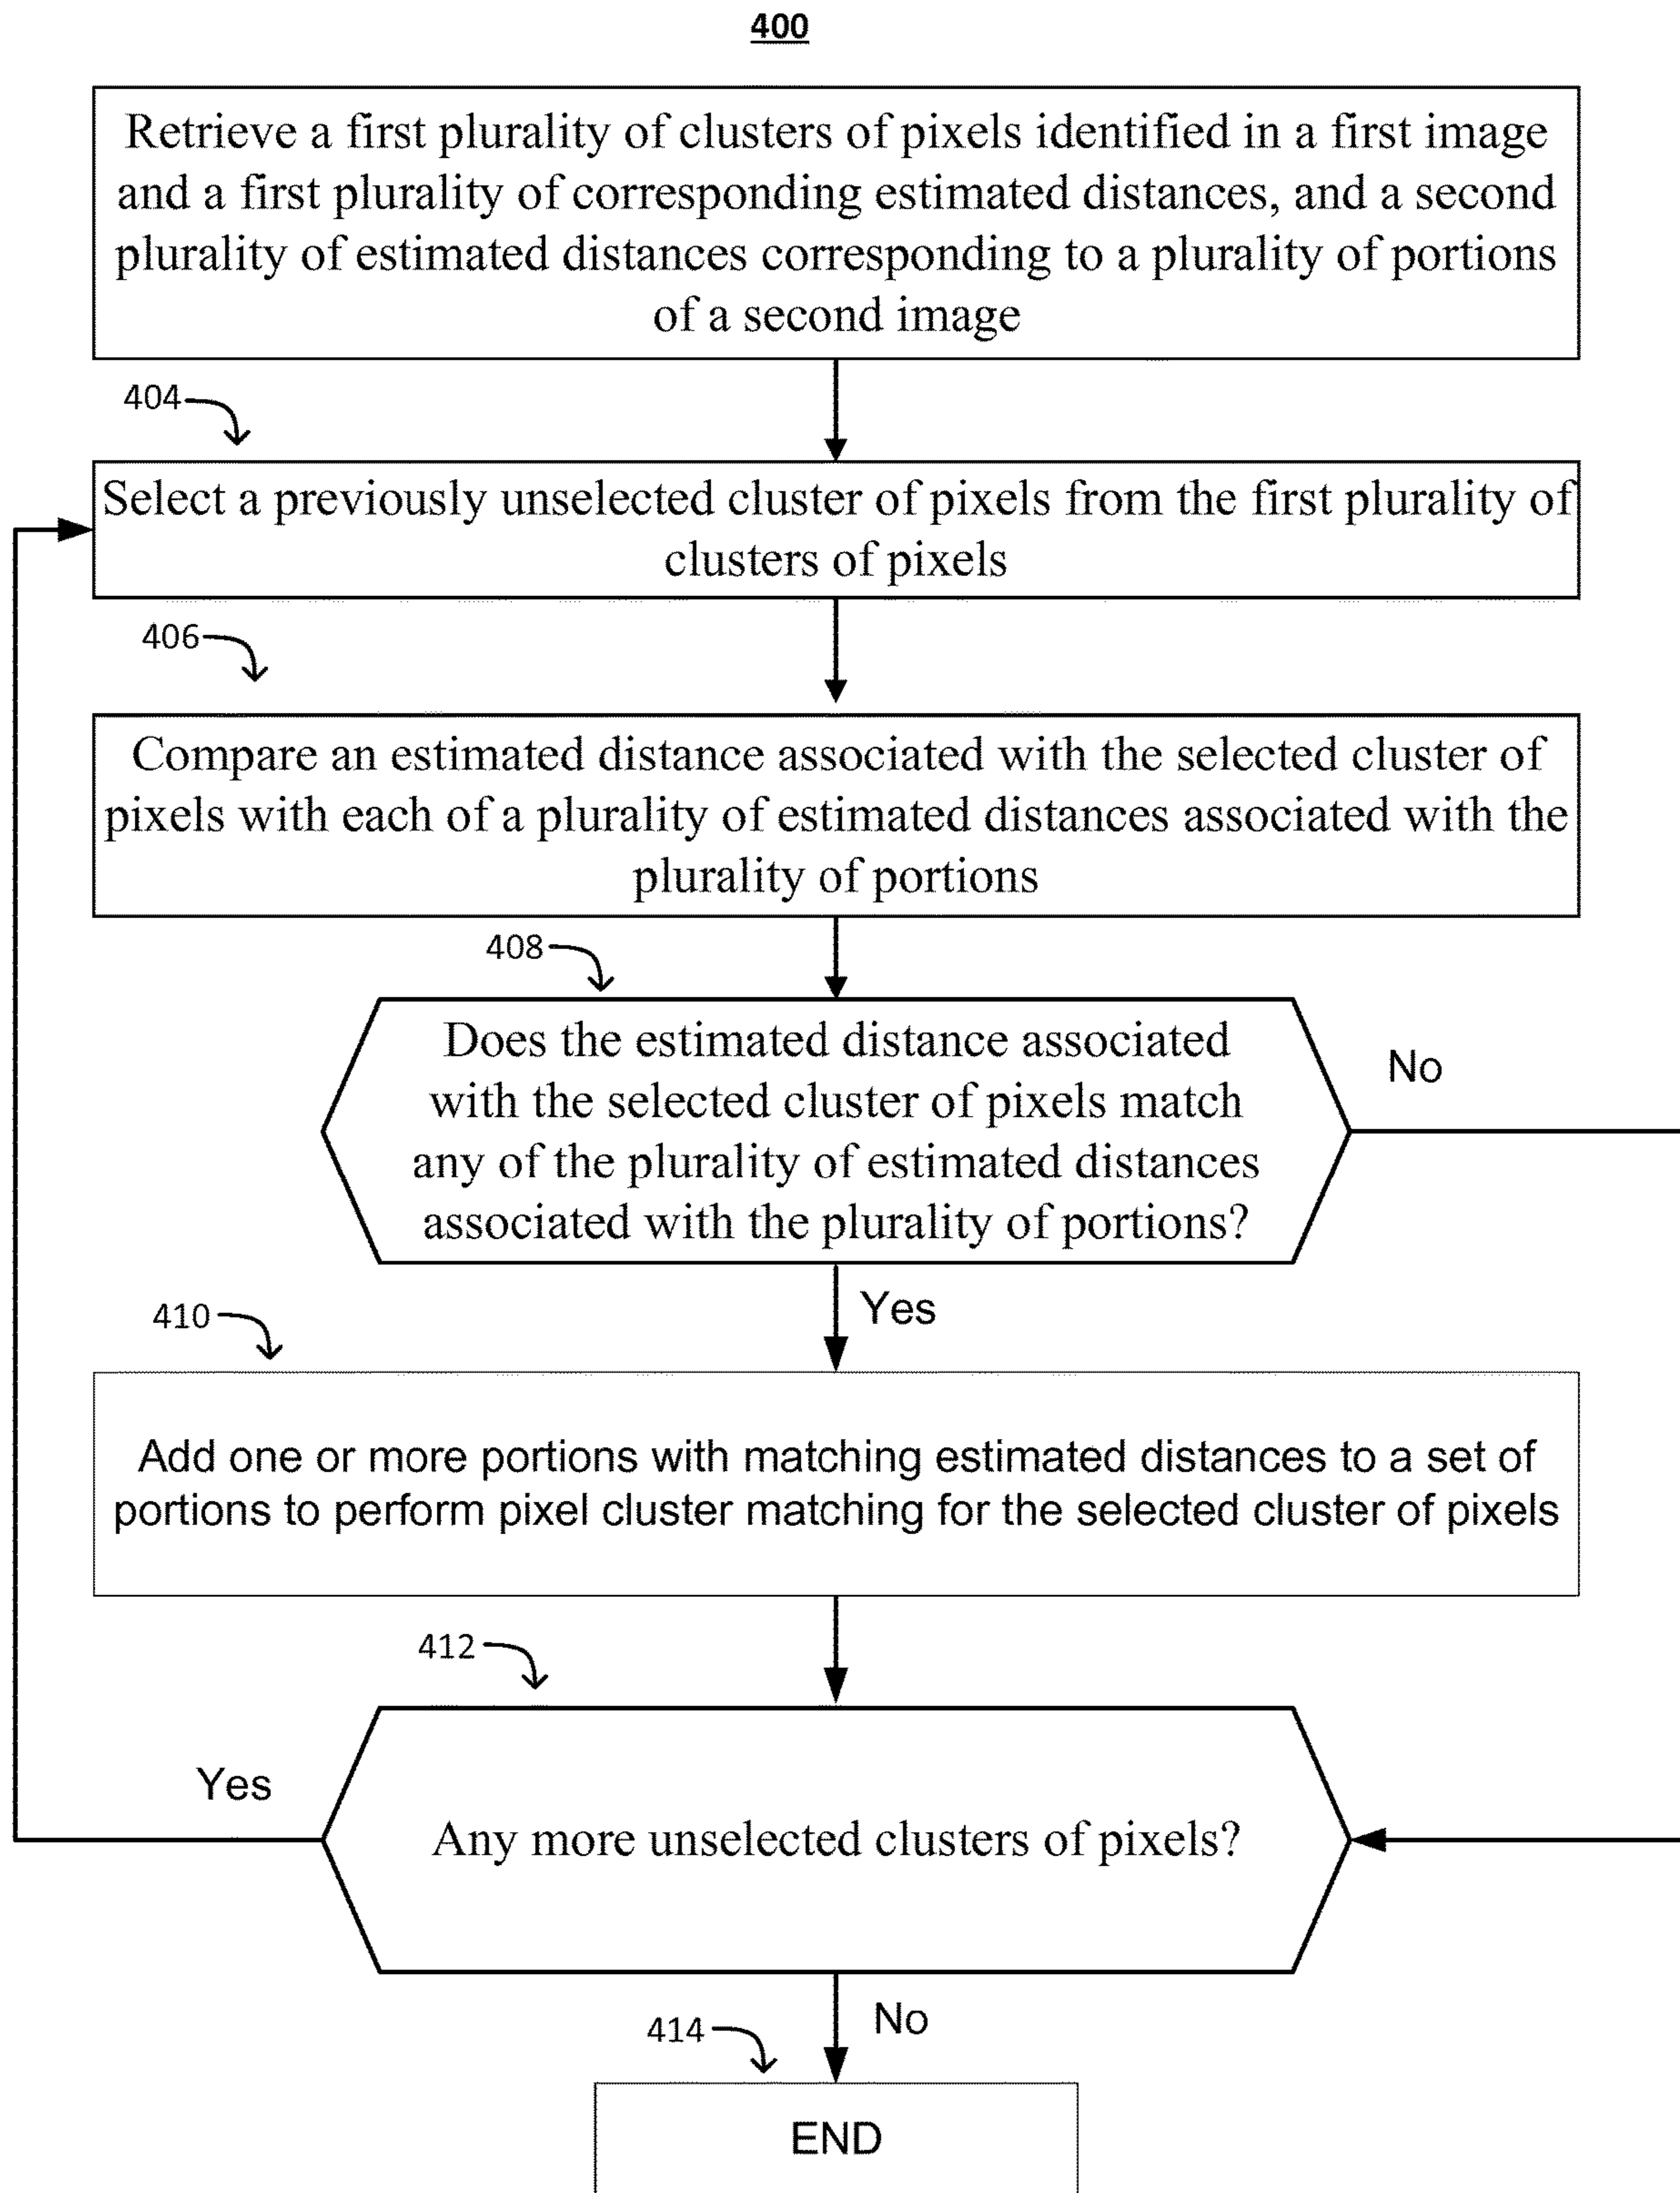 400
Retrieve a first plurality of clusters of pixels identified in a first image
and a first plurality of corresponding estimated distances, and a second
plurality of estimated distances corresponding to a plurality of portions
of a second image
404
Select a previously unselected cluster of pixels from the first plurality of
clusters of pixels
406
Compare an estimated distance associated with the selected cluster of
pixels with each of a plurality of estimated distances associated with the
plurality of portions
408
Does the estimated distance associated
with the selected cluster of pixels match
any of the plurality of estimated distances
associated with the plurality of portions?
No
Yes
410
Add one or more portions with matching estimated distances to a set of
portions to perform pixel cluster matching for the selected cluster of pixels
412
Yes
Any more unselected clusters of pixels?
No
414
END